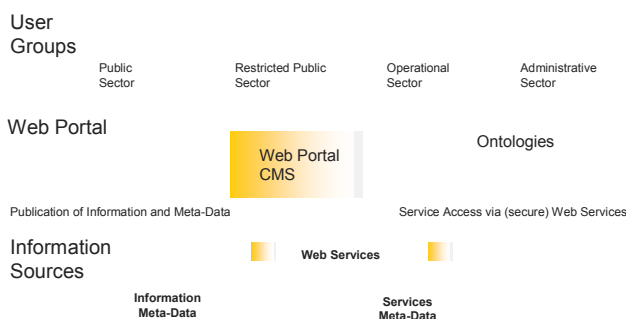 User
Groups
Public
Sector
Restricted Public
Sector
Operational
Sector
Administrative
Sector
Web Portal
Web Portal
CMS
Ontologies
Publication of Information and Meta-Data
Service Access via (secure) Web Services
Information
Sources
Web Services
Information
Meta-Data
Services
Meta-Data